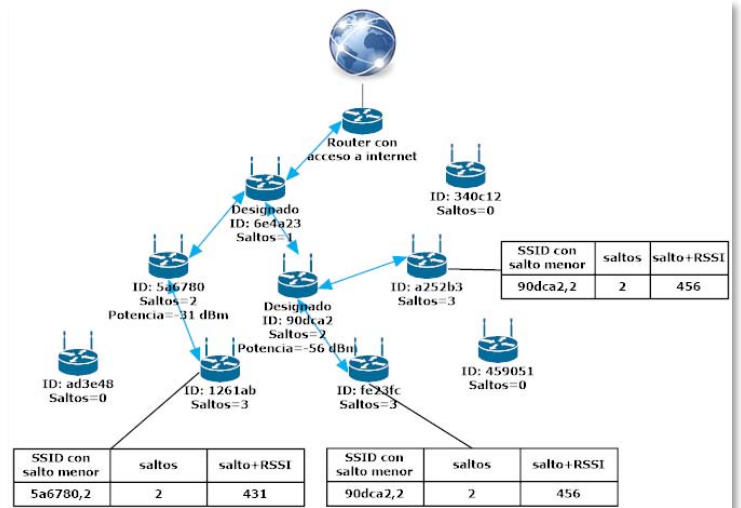 Router con
acceso a internet
ID: 340c12
Saltos=0
Designado
ID: 6e4a23
Saltos=1
ID: 5a6780
Saltos=2
Potencia=-31 dBm
Designado
ID: 90dca2
Saltos=2
Potencia=-56 dBm
ID: a252b3
Saltos=3
SSID con
salto menor
saltos
salto+RSSI
90dca2,2
2
456
ID: ad3e48
Saltos=0
ID: 1261ab
Saltos=3
ID: fe23fc
Saltos=3
ID: 459051
Saltos=0
SSID con
salto menor
saltos
salto+RSSI
5a6780,2
2
431
SSID con
salto menor
saltos
salto+RSSI
90dca2,2
2
456